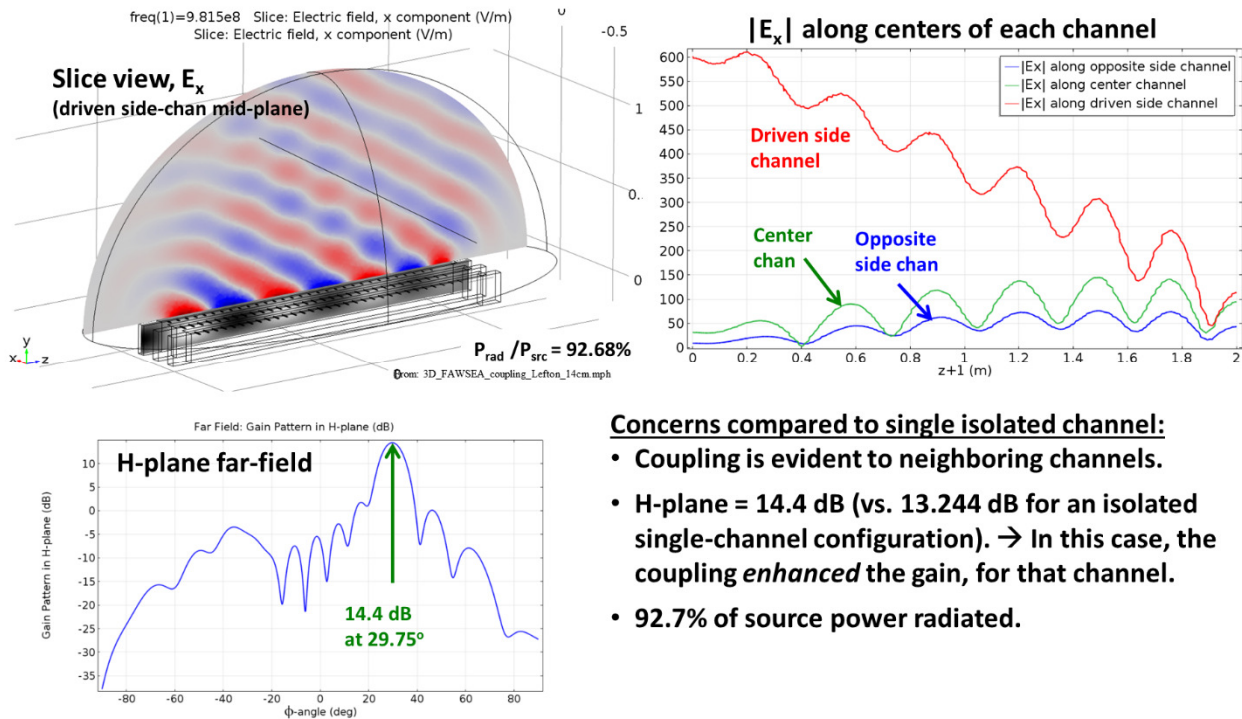 freq(1)=9.815e8 Slice: Electric field, x component (V/m)
Slice: Electric field, x component (V/m)
Slice view, Eₓ
(driven side-chan mid-plane)
0
-0.5
1
0.
0
y
x
z
P_rad /P_src = 92.68%
0
From: 3D_FAWSEA_coupling_Lefton_14cm.mph
|Eₓ| along centers of each channel
600
550
500
450
400
350
300
250
200
150
100
50
0
|Ex| along opposite side channel
|Ex| along center channel
|Ex| along driven side channel
Driven side
channel
Center
chan
Opposite
side chan
0 0.2 0.4 0.6 0.8 1 1.2 1.4 1.6 1.8 2
z+1 (m)
Far Field: Gain Pattern in H-plane (dB)
H-plane far-field
Gain Pattern in H-plane (dB)
10
5
0
-5
-10
-15
-20
-25
-30
-35
14.4 dB
at 29.75º
-80 -60 -40 -20 0 20 40 60 80
ϕ-angle (deg)
Concerns compared to single isolated channel:
• Coupling is evident to neighboring channels.
• H-plane = 14.4 dB (vs. 13.244 dB for an isolated
single-channel configuration). → In this case, the
coupling enhanced the gain, for that channel.
• 92.7% of source power radiated.